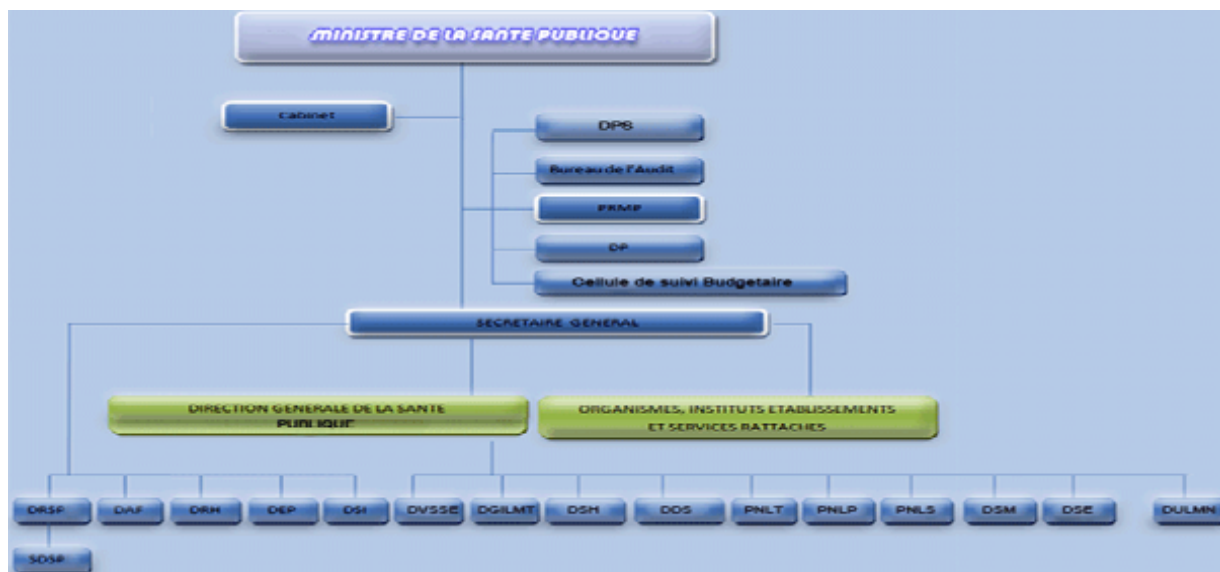 MINISTRE DE LA SANTE PUBLIQUE
Cabinet
DPS
Bureau de l'Audit
PRMP
DP
Cellule de suivi Budgetaire
SECRETAIRE GENERAL
DIRECTION GENERALE DE LA SANTE
PUBLIQUE
ORGANISMES, INSTITUTS ETABLISSEMENTS
ET SERVICES RATTACHES
DRSP DAF DRH DEP DSI DVSSE DGILMT DSH DDS PNLT PNLP PNLS DSM DSE DULMN
SDSP